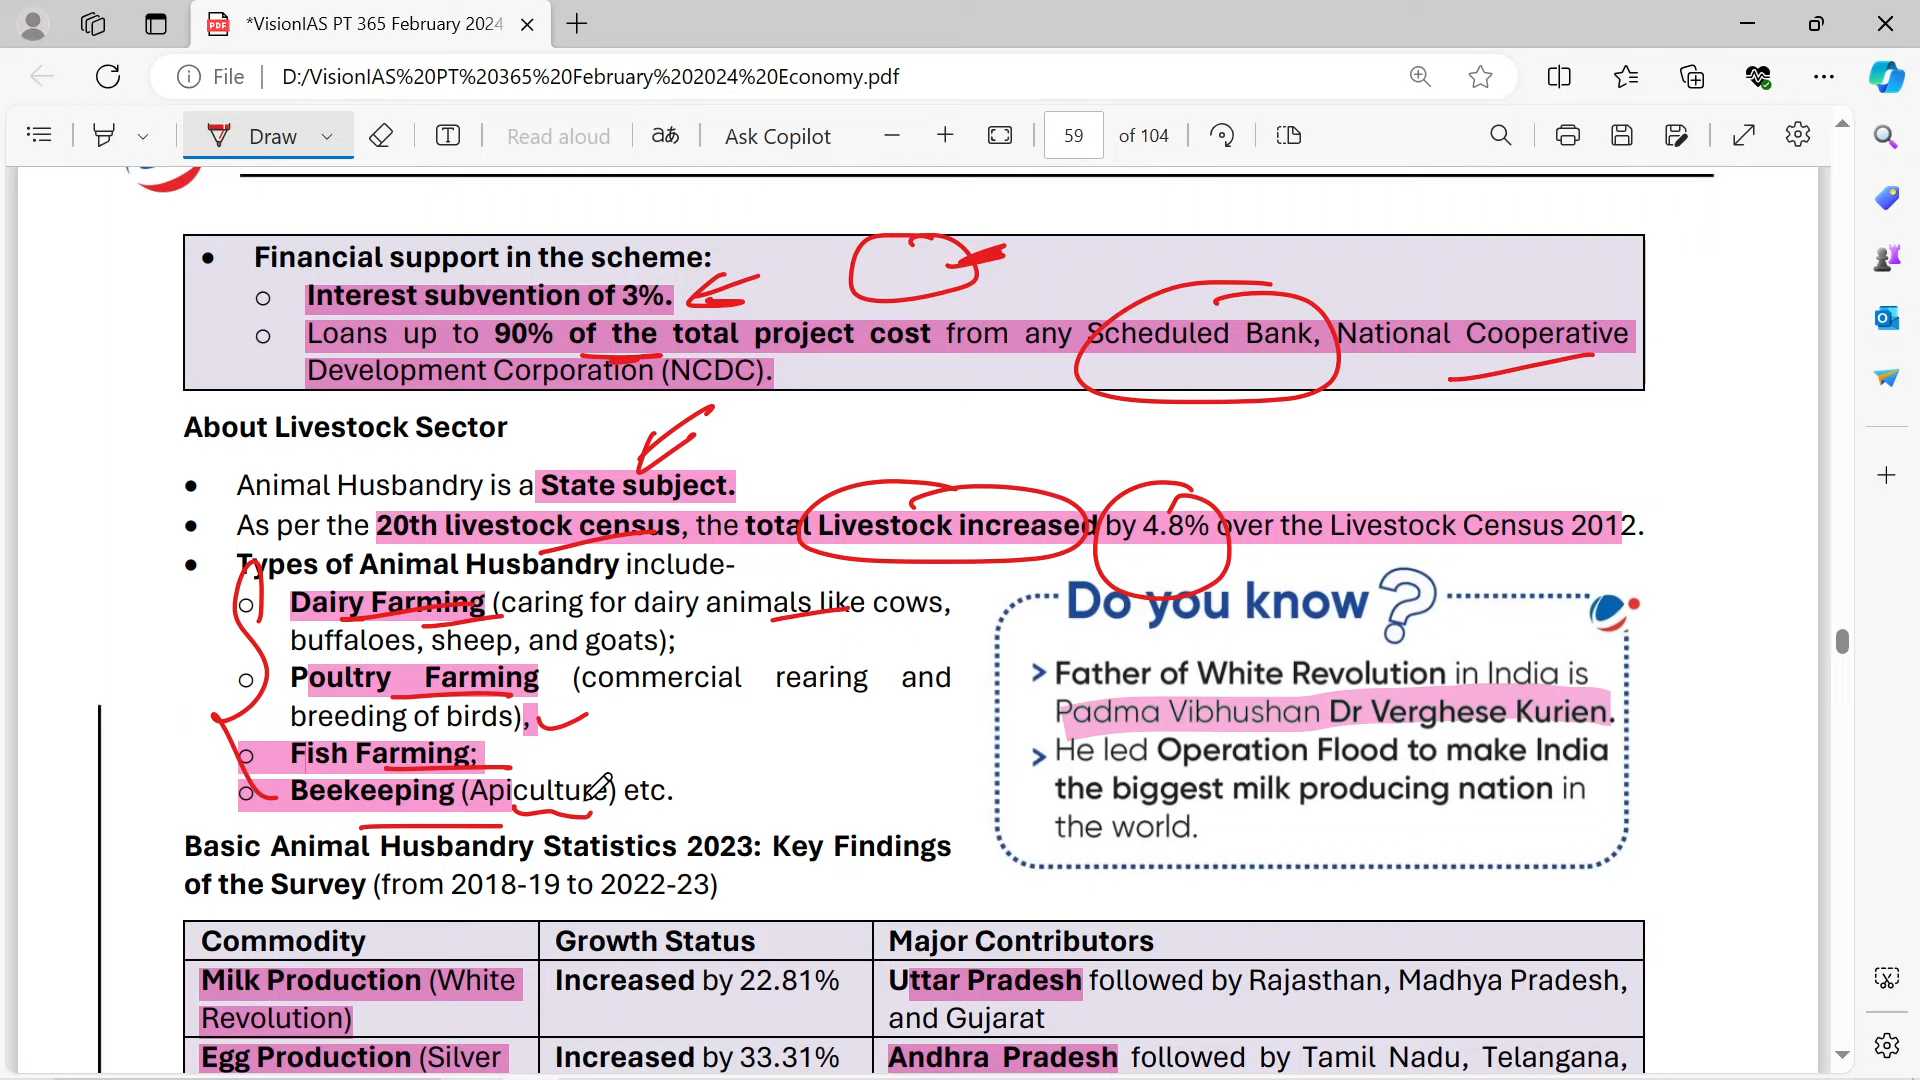 *VisionIAS PT 365 February 2024
File
D:/VisionIAS%20PT%20365%20February%202024%20Economy.pdf
Draw
Read aloud
aあ
Ask Copilot
59
of 104
• Financial support in the scheme:
o Interest subvention of 3%.
o Loans up to 90% of the total project cost from any Scheduled Bank, National Cooperative
Development Corporation (NCDC).
About Livestock Sector
• Animal Husbandry is a State subject.
• As per the 20th livestock census, the total Livestock increased by 4.8% over the Livestock Census 2012.
• Types of Animal Husbandry include-
o Dairy Farming (caring for dairy animals like cows,
buffaloes, sheep, and goats);
o Poultry Farming (commercial rearing and
breeding of birds),
o Fish Farming;
o Beekeeping (Apiculture) etc.
Do you know?
> Father of White Revolution in India is
Padma Vibhushan Dr Verghese Kurien.
> He led Operation Flood to make India
the biggest milk producing nation in
the world.
Basic Animal Husbandry Statistics 2023: Key Findings
of the Survey (from 2018-19 to 2022-23)
Commodity Growth Status Major Contributors
Milk Production (White Increased by 22.81% Uttar Pradesh followed by Rajasthan, Madhya Pradesh,
Revolution) and Gujarat
Egg Production (Silver Increased by 33.31% Andhra Pradesh followed by Tamil Nadu, Telangana,